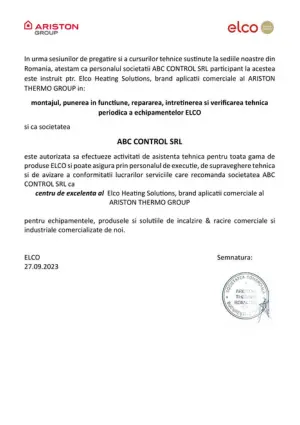 ARISTON
GROUP
elco
In urma sesiunilor de pregatire si a cursurilor tehnice sustinute la sediile noastre din
Romania, atestam ca personalul societatii ABC CONTROL SRL participant la acestea
este instruit ptr. Elco Heating Solutions, brand aplicatii comerciale al ARISTON
THERMO GROUP in:
montajul, punerea in functiune, repararea, intretinerea si verificarea tehnica
periodica a echipamentelor ELCO
si ca societatea
ABC CONTROL SRL
este autorizata sa efectueze activitati de asistenta tehnica pentru toata gama de
produse ELCO si poate asigura prin personalul de executie, de supraveghere tehnica
si de avizare a conformitatii lucrarilor serviciile care recomanda societatea ABC
CONTROL SRL ca
centru de excelenta al Elco Heating Solutions, brand aplicatii comerciale al
ARISTON THERMO GROUP
pentru echipamentele, produsele si solutiile de incalzire & racire comerciale si
industriale comercializate de noi.
ELCO
Semnatura:
27.09.2023